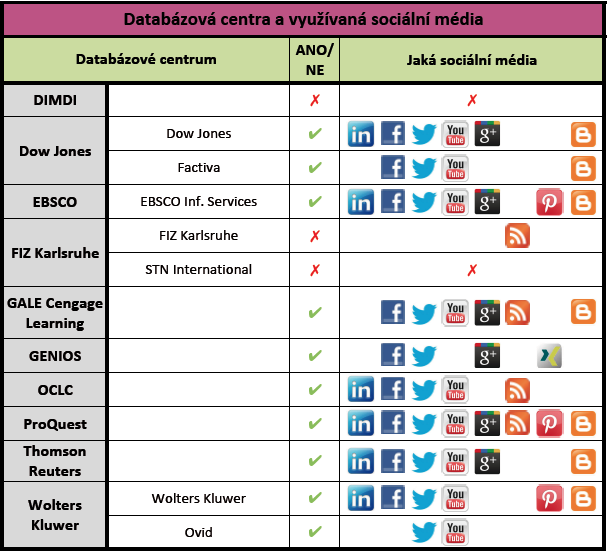 Databázová centra a využívaná sociální média
Databázové centrum
ANO/
NE
Jaká sociální média
DIMDI ✗ ✗
Dow Jones
Dow Jones ✓ in f You Tube g+ B
Factiva ✓ f You Tube B
EBSCO EBSCO Inf. Services ✓ in f You Tube g+ P B
FIZ Karlsruhe
FIZ Karlsruhe ✗
STN International ✗ ✗
GALE Cengage
Learning
✓ f You Tube g+ B
GENIOS ✓ f g+ X
OCLC ✓ in f You Tube
ProQuest ✓ in f You Tube g+ P B
Thomson
Reuters
✓ in f You Tube g+ B
Wolters
Kluwer
Wolters Kluwer ✓ in f You Tube P B
Ovid ✓ You Tube